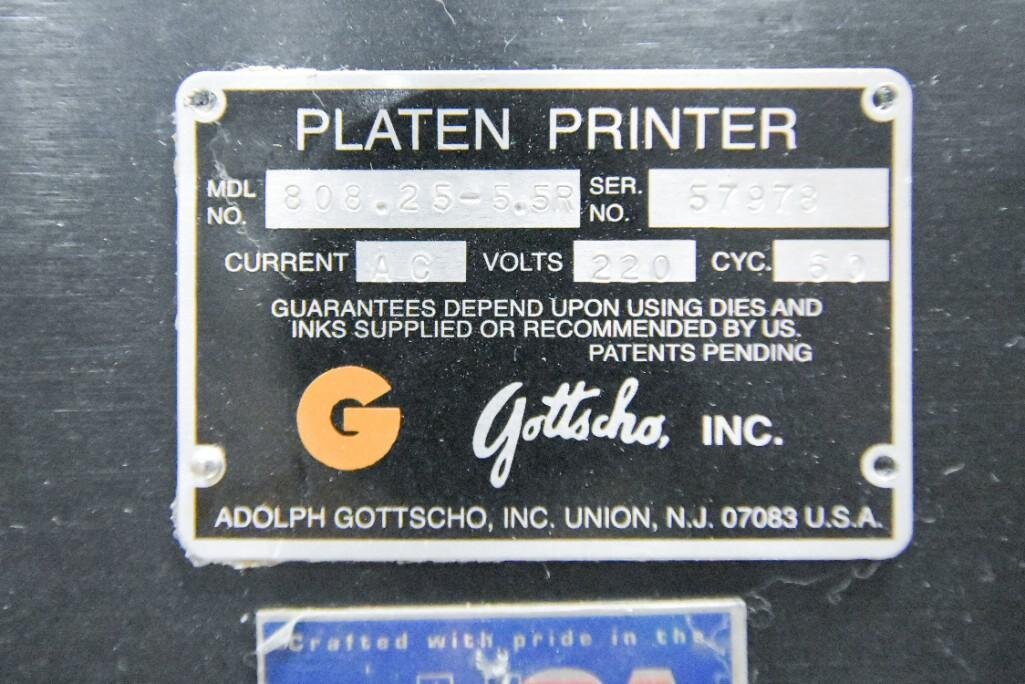 PLATEN PRINTER
MDL NO. 808.25-5.5R SER. NO. 57978
CURRENT AC VOLTS 220 CYC. 60
GUARANTEES DEPEND UPON USING DIES AND
INKS SUPPLIED OR RECOMMENDED BY US.
PATENTS PENDING
G Gottscho, INC.
ADOLPH GOTTSCHO, INC. UNION, N.J. 07083 U.S.A.
Crafted with pride in the